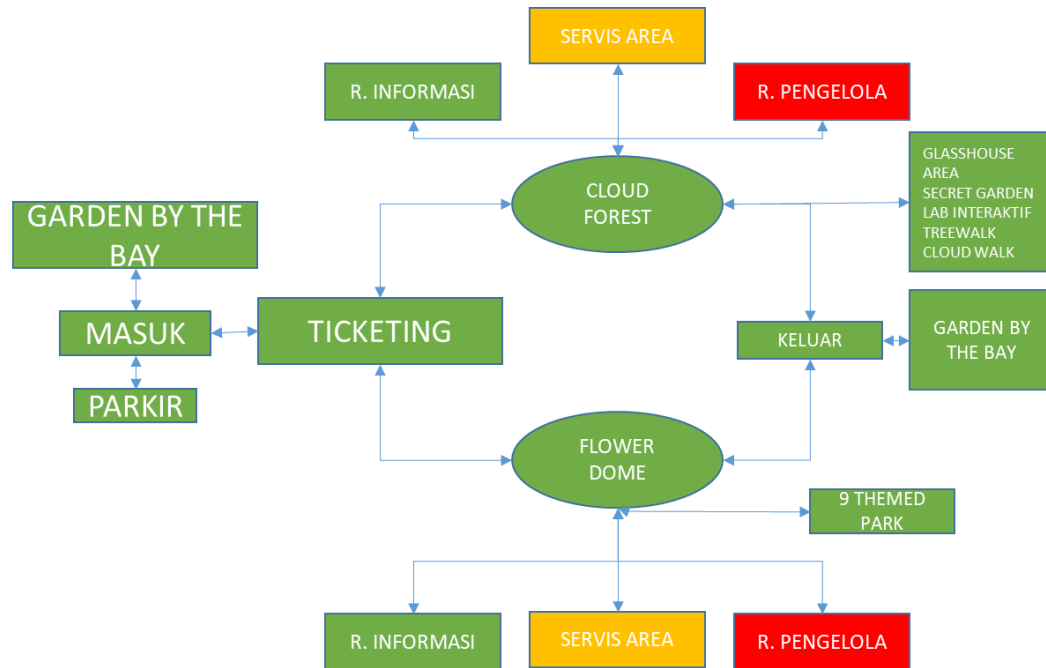 SERVIS AREA
R. INFORMASI
R. PENGELOLA
CLOUD
FOREST
GLASSHOUSE
AREA
SECRET GARDEN
LAB INTERAKTIF
TREEWALK
CLOUD WALK
GARDEN BY THE
BAY
MASUK
PARKIR
TICKETING
KELUAR
GARDEN BY
THE BAY
FLOWER
DOME
9 THEMED
PARK
R. INFORMASI
SERVIS AREA
R. PENGELOLA